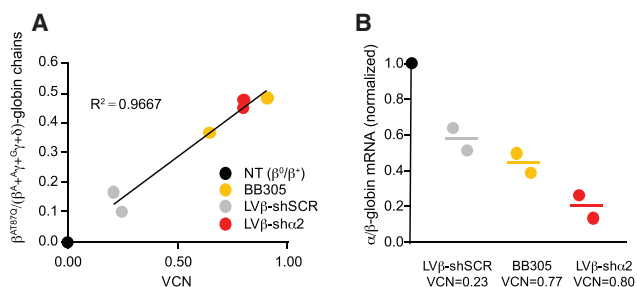 A
β^AT87Q/(β^A+^Aγ+^Gγ+δ)-globin chains
0.6
0.5
0.4
0.3
0.2
0.1
0.0
R² = 0.9667
NT (β⁰/β⁺)
BB305
LVβ-shSCR
LVβ-shα2
0.00
0.50
1.00
VCN
B
α/β-globin mRNA (normalized)
1.0
0.8
0.6
0.4
0.2
0.0
LVβ-shSCR BB305 LVβ-shα2
VCN=0.23 VCN=0.77 VCN=0.80